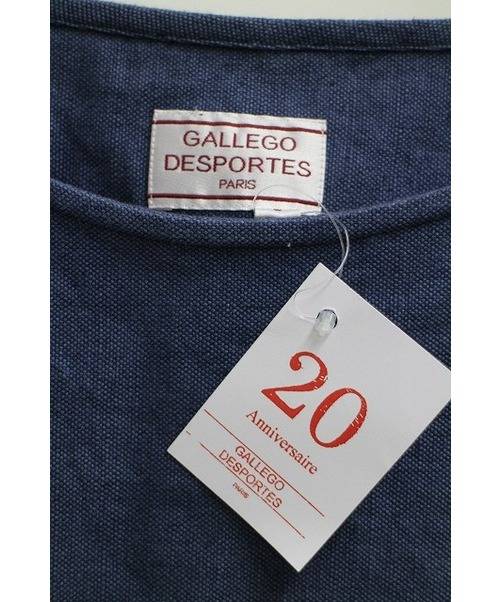 GALLEGO
DESPORTES
PARIS
20
Anniversaire
GALLEGO
DESPORTES
PARIS